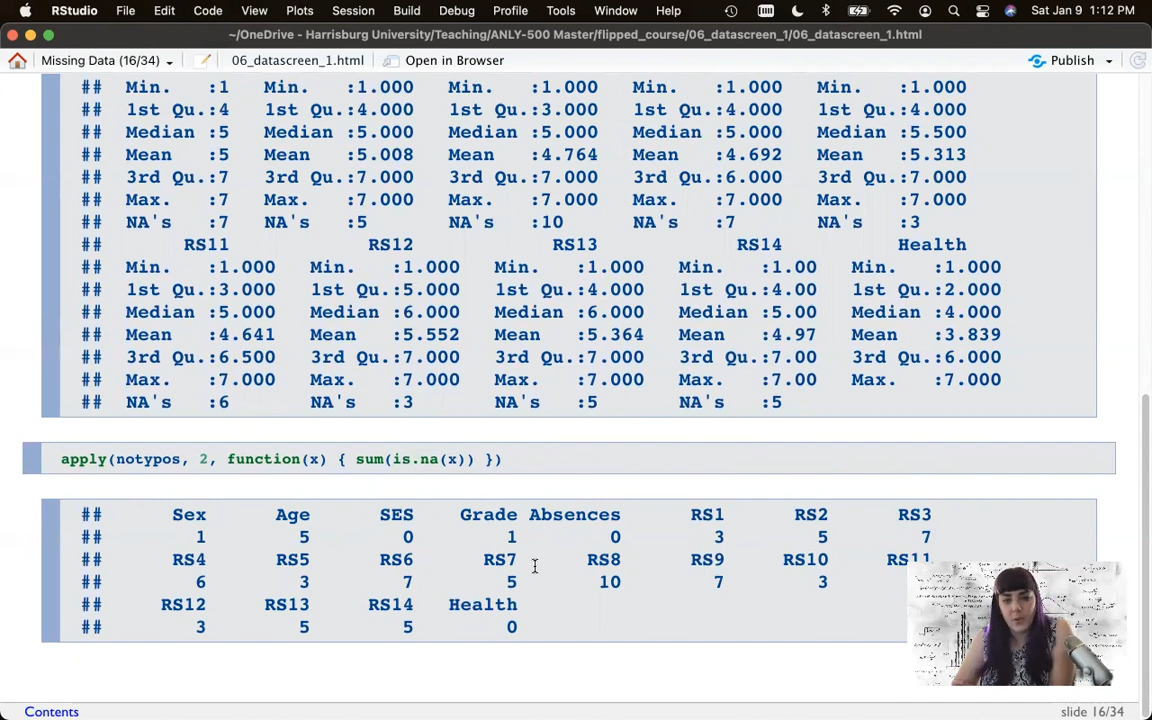 RStudio File Edit Code View Plots Session Build Debug Profile Tools Window Help Sat Jan 9 1:12 PM
~/OneDrive - Harrisburg University/Teaching/ANLY-500 Master/flipped_course/06_datascreen_1/06_datascreen_1.html
Missing Data (16/34) 06_datascreen_1.html Open in Browser Publish
## Min. :1 Min. :1.000 Min. :1.000 Min. :1.000 Min. :1.000
## 1st Qu.:4 1st Qu.:4.000 1st Qu.:3.000 1st Qu.:4.000 1st Qu.:4.000
## Median :5 Median :5.000 Median :5.000 Median :5.000 Median :5.500
## Mean :5 Mean :5.008 Mean :4.764 Mean :4.692 Mean :5.313
## 3rd Qu.:7 3rd Qu.:7.000 3rd Qu.:7.000 3rd Qu.:6.000 3rd Qu.:7.000
## Max. :7 Max. :7.000 Max. :7.000 Max. :7.000 Max. :7.000
## NA's :7 NA's :5 NA's :10 NA's :7 NA's :3
## RS11 RS12 RS13 RS14 Health
## Min. :1.000 Min. :1.000 Min. :1.000 Min. :1.00 Min. :1.000
## 1st Qu.:3.000 1st Qu.:5.000 1st Qu.:4.000 1st Qu.:4.00 1st Qu.:2.000
## Median :5.000 Median :6.000 Median :6.000 Median :5.00 Median :4.000
## Mean :4.641 Mean :5.552 Mean :5.364 Mean :4.97 Mean :3.839
## 3rd Qu.:6.500 3rd Qu.:7.000 3rd Qu.:7.000 3rd Qu.:7.00 3rd Qu.:6.000
## Max. :7.000 Max. :7.000 Max. :7.000 Max. :7.00 Max. :7.000
## NA's :6 NA's :3 NA's :5 NA's :5
apply(notypos, 2, function(x) { sum(is.na(x)) })
## Sex Age SES Grade Absences RS1 RS2 RS3
## 1 5 0 1 0 3 5 7
## RS4 RS5 RS6 RS7 RS8 RS9 RS10 RS11
## 6 3 7 5 10 7 3
## RS12 RS13 RS14 Health
## 3 5 5 0
Contents slide 16/34